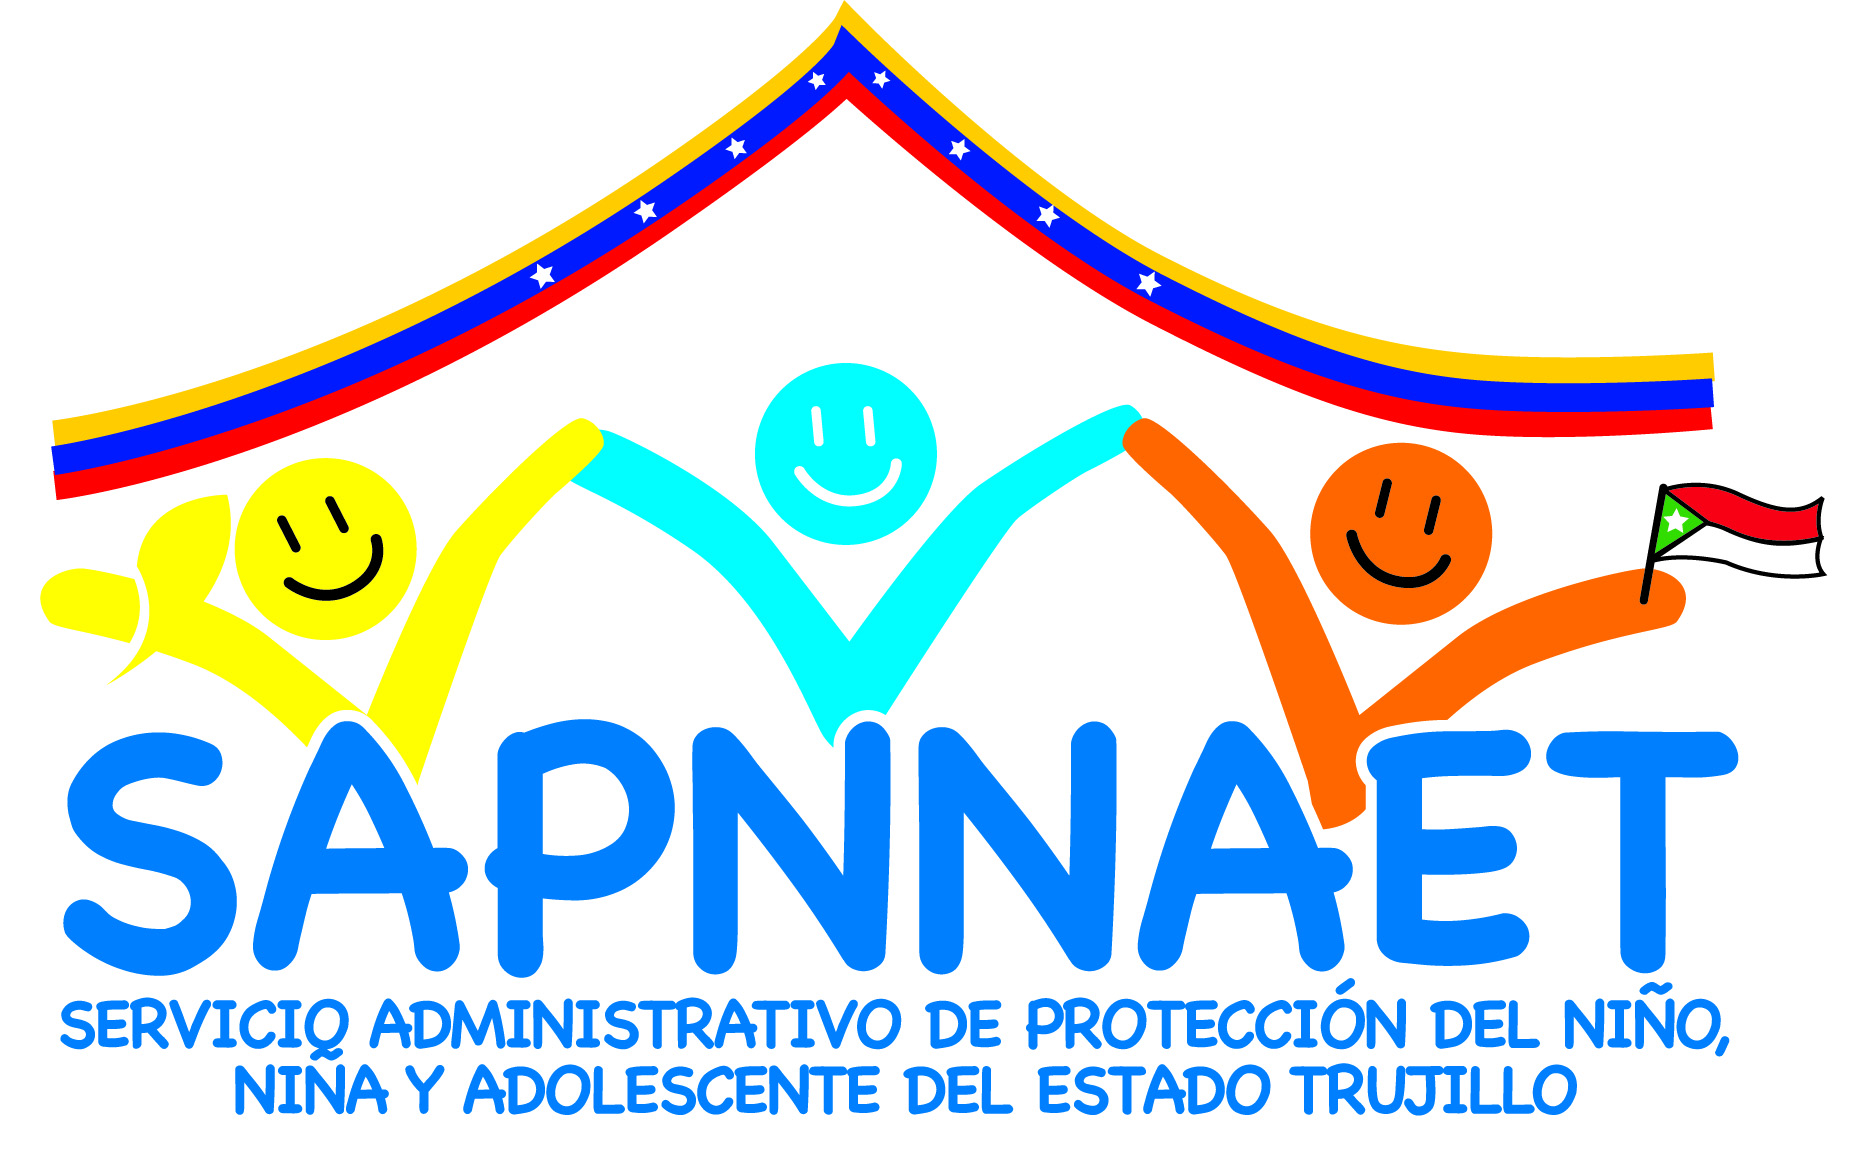 SAPNNAET
SERVICIO ADMINISTRATIVO DE PROTECCIÓN DEL NIÑO,
NIÑA Y ADOLESCENTE DEL ESTADO TRUJILLO